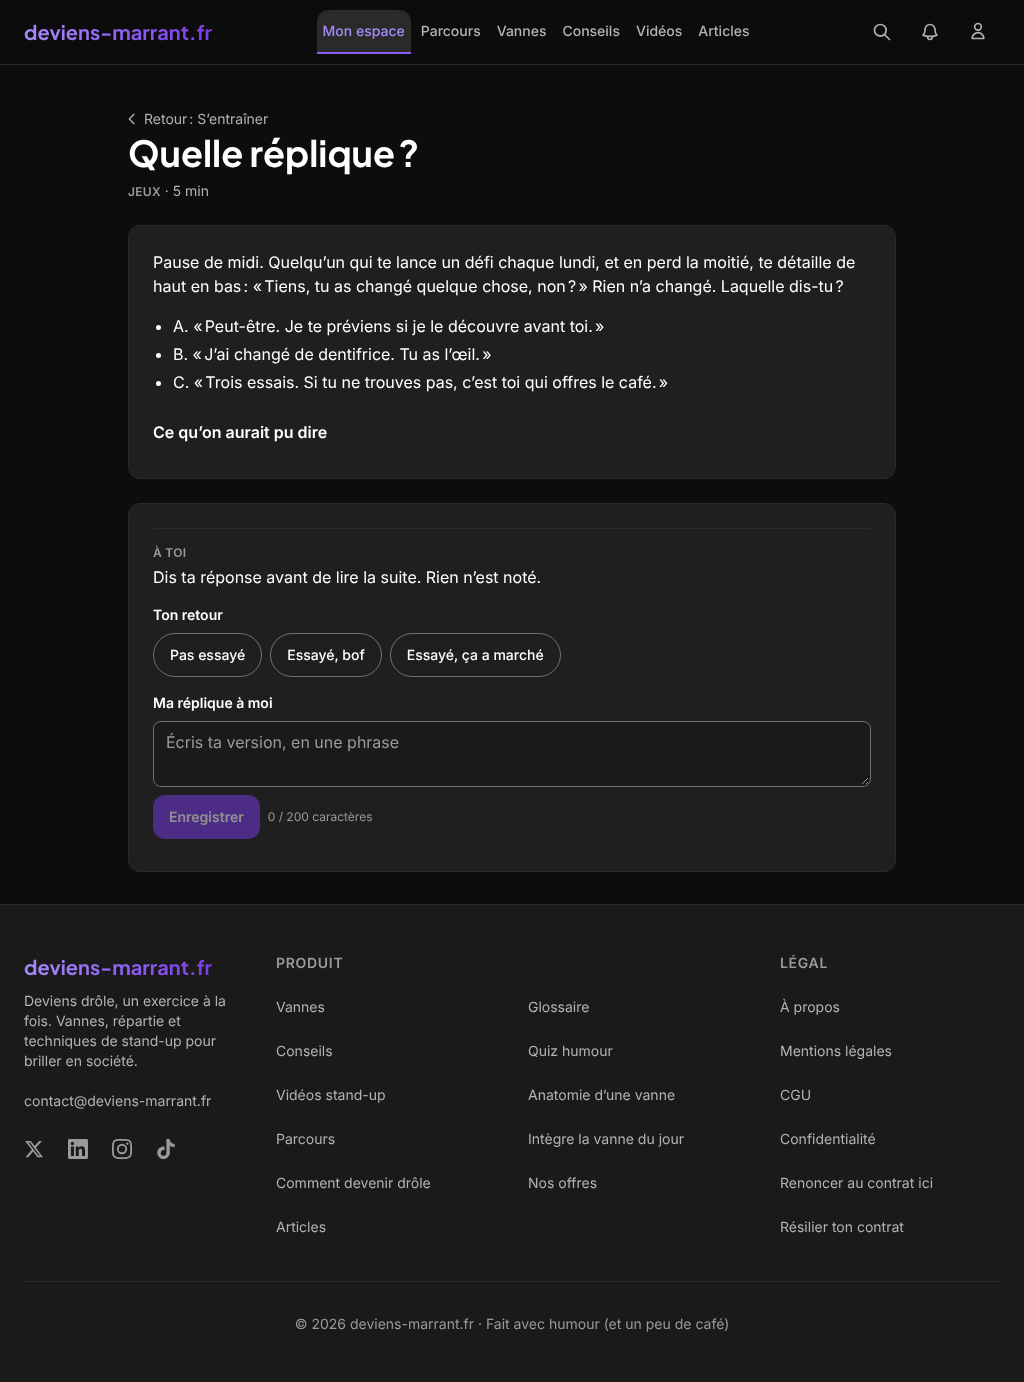 deviens-marrant.fr
Mon espace
Parcours
Vannes
Conseils
Vidéos
Articles
Retour : S’entraîner
Quelle réplique ?
JEUX · 5 min
Pause de midi. Quelqu’un qui te lance un défi chaque lundi, et en perd la moitié, te détaille de
haut en bas : « Tiens, tu as changé quelque chose, non ? » Rien n’a changé. Laquelle dis-tu ?
• A. « Peut-être. Je te préviens si je le découvre avant toi. »
• B. « J’ai changé de dentifrice. Tu as l’œil. »
• C. « Trois essais. Si tu ne trouves pas, c’est toi qui offres le café. »
Ce qu’on aurait pu dire
À TOI
Dis ta réponse avant de lire la suite. Rien n’est noté.
Ton retour
Pas essayé
Essayé, bof
Essayé, ça a marché
Ma réplique à moi
Écris ta version, en une phrase
Enregistrer
0 / 200 caractères
deviens-marrant.fr
Deviens drôle, un exercice à la
fois. Vannes, répartie et
techniques de stand-up pour
briller en société.
contact@deviens-marrant.fr
PRODUIT
Vannes
Conseils
Vidéos stand-up
Parcours
Comment devenir drôle
Articles
Glossaire
Quiz humour
Anatomie d’une vanne
Intègre la vanne du jour
Nos offres
LÉGAL
À propos
Mentions légales
CGU
Confidentialité
Renoncer au contrat ici
Résilier ton contrat
© 2026 deviens-marrant.fr · Fait avec humour (et un peu de café)